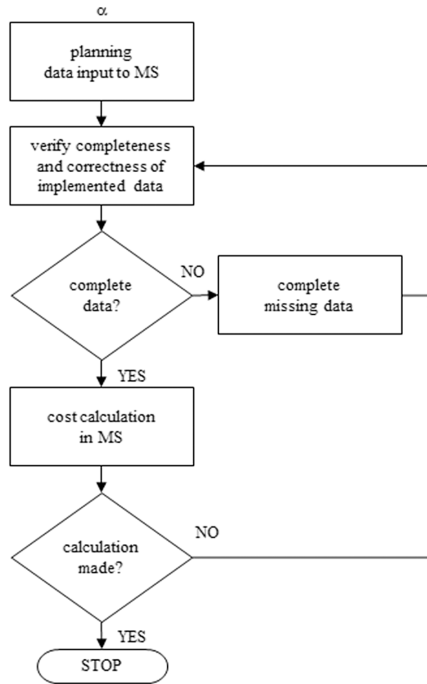 α
planning
data input to MS
verify completeness
and correctness of
implemented data
complete
data?
NO
complete
missing data
YES
cost calculation
in MS
calculation
made?
NO
YES
STOP